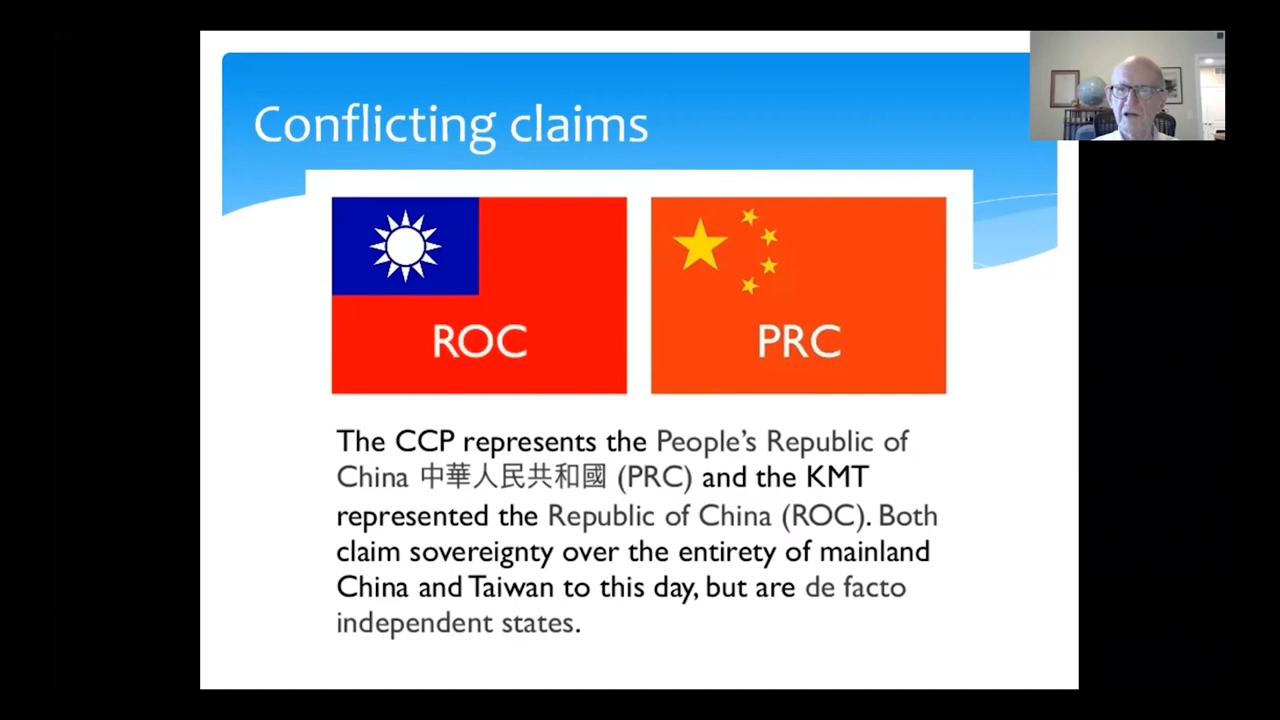 Conflicting claims
ROC
PRC
The CCP represents the People’s Republic of
China 中華人民共和國 (PRC) and the KMT
represented the Republic of China (ROC). Both
claim sovereignty over the entirety of mainland
China and Taiwan to this day, but are de facto
independent states.